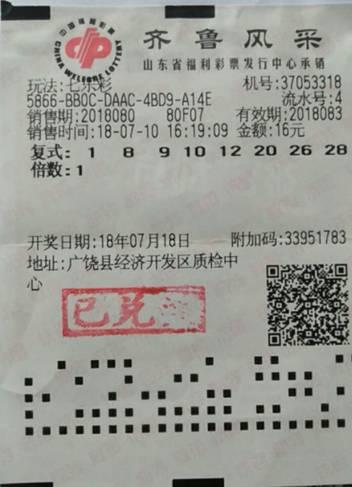 中国福利彩票
CHINA WELFARE LOTTERY
齐鲁风采
山东省福利彩票发行中心承销
玩法:七乐彩 机号:37053318
5866-BB0C-DAAC-4BD9-A14E 流水号:4
销售期:2018080 80F07 有效期:2018083
销售时间:18-07-10 16:19:09 金额:16元
复式: 1 8 9 10 12 20 26 28
倍数:1
开奖日期:18年07月18日 附加码:33951783
地址:广饶县经济开发区质检中
心
已兑